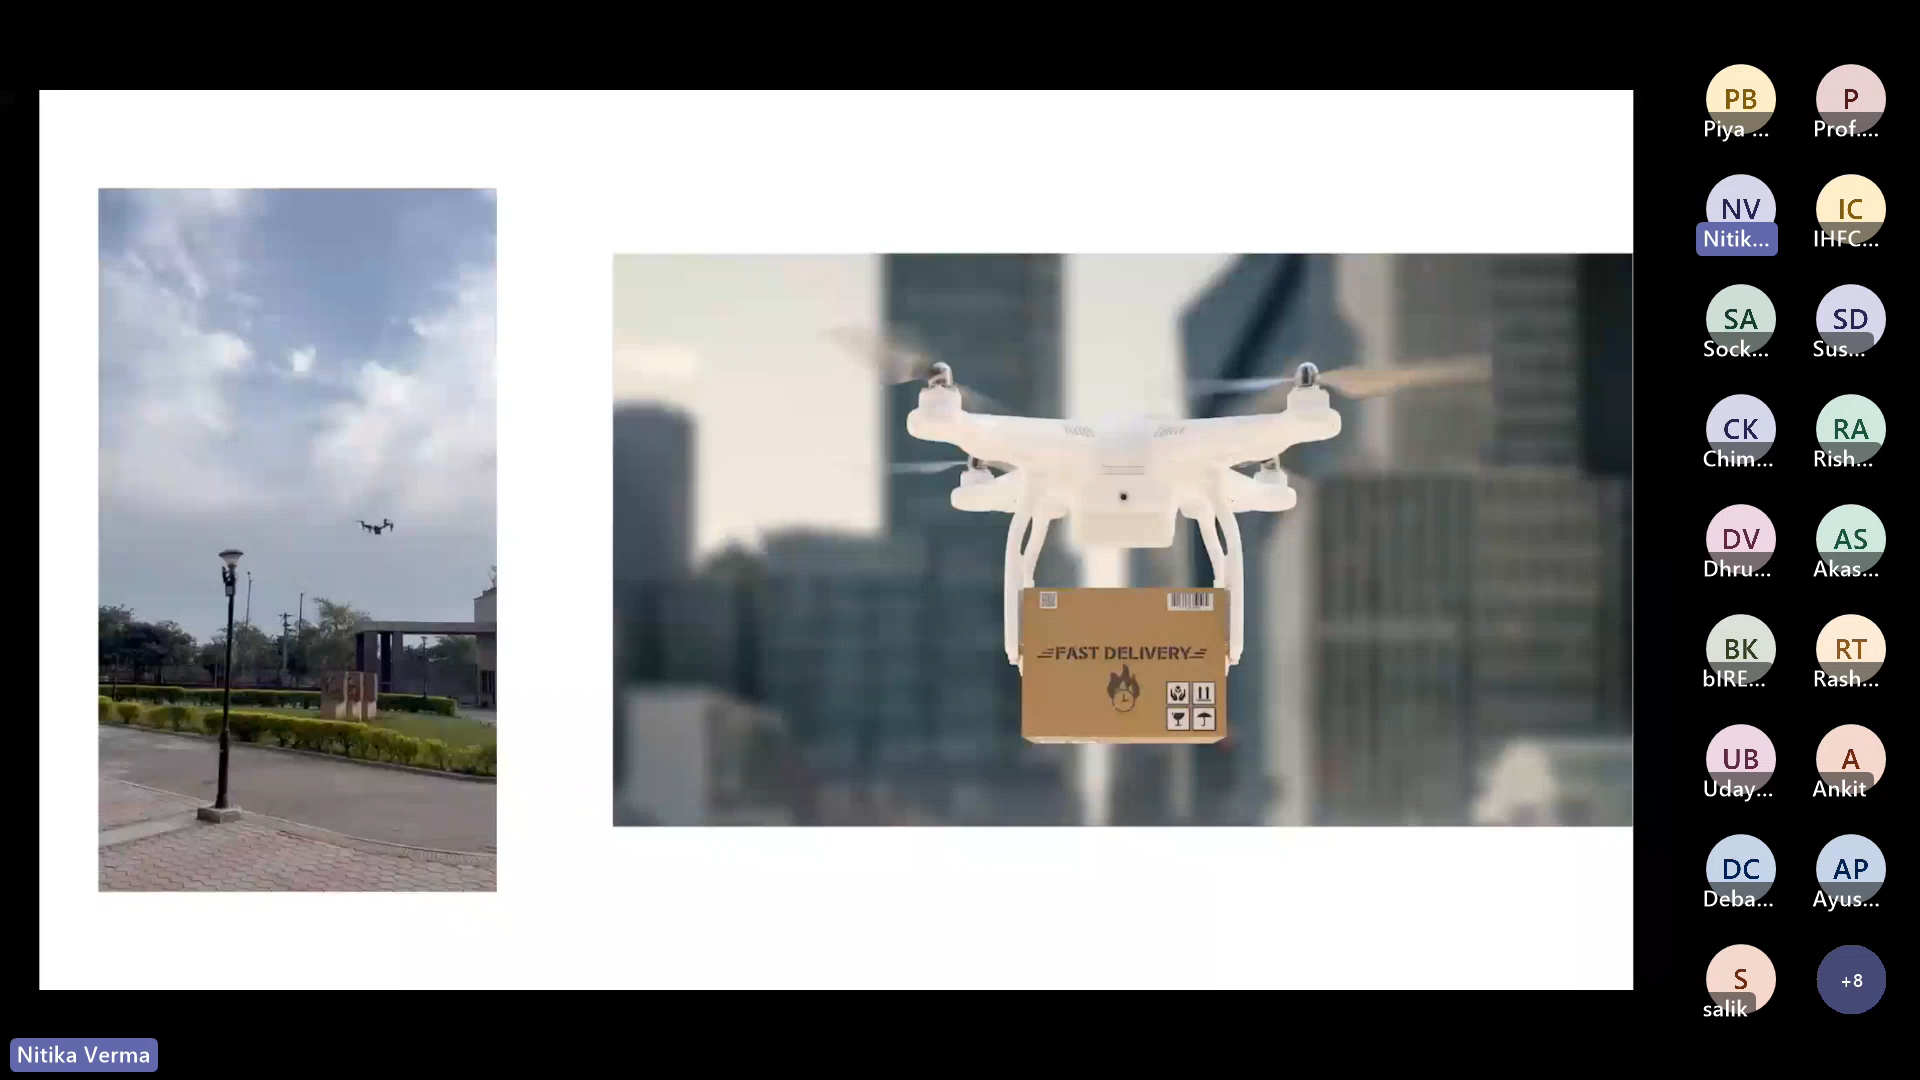 PB
Piya ...
P
Prof....
NV
Nitik...
IC
IHFC...
SA
Sock...
SD
Sus...
CK
Chim...
RA
Rish...
DV
Dhru...
AS
Akas...
BK
bIRE...
RT
Rash...
UB
Uday...
A
Ankit
DC
Deba...
AP
Ayus...
S
salik
+8
FAST DELIVERY
Nitika Verma